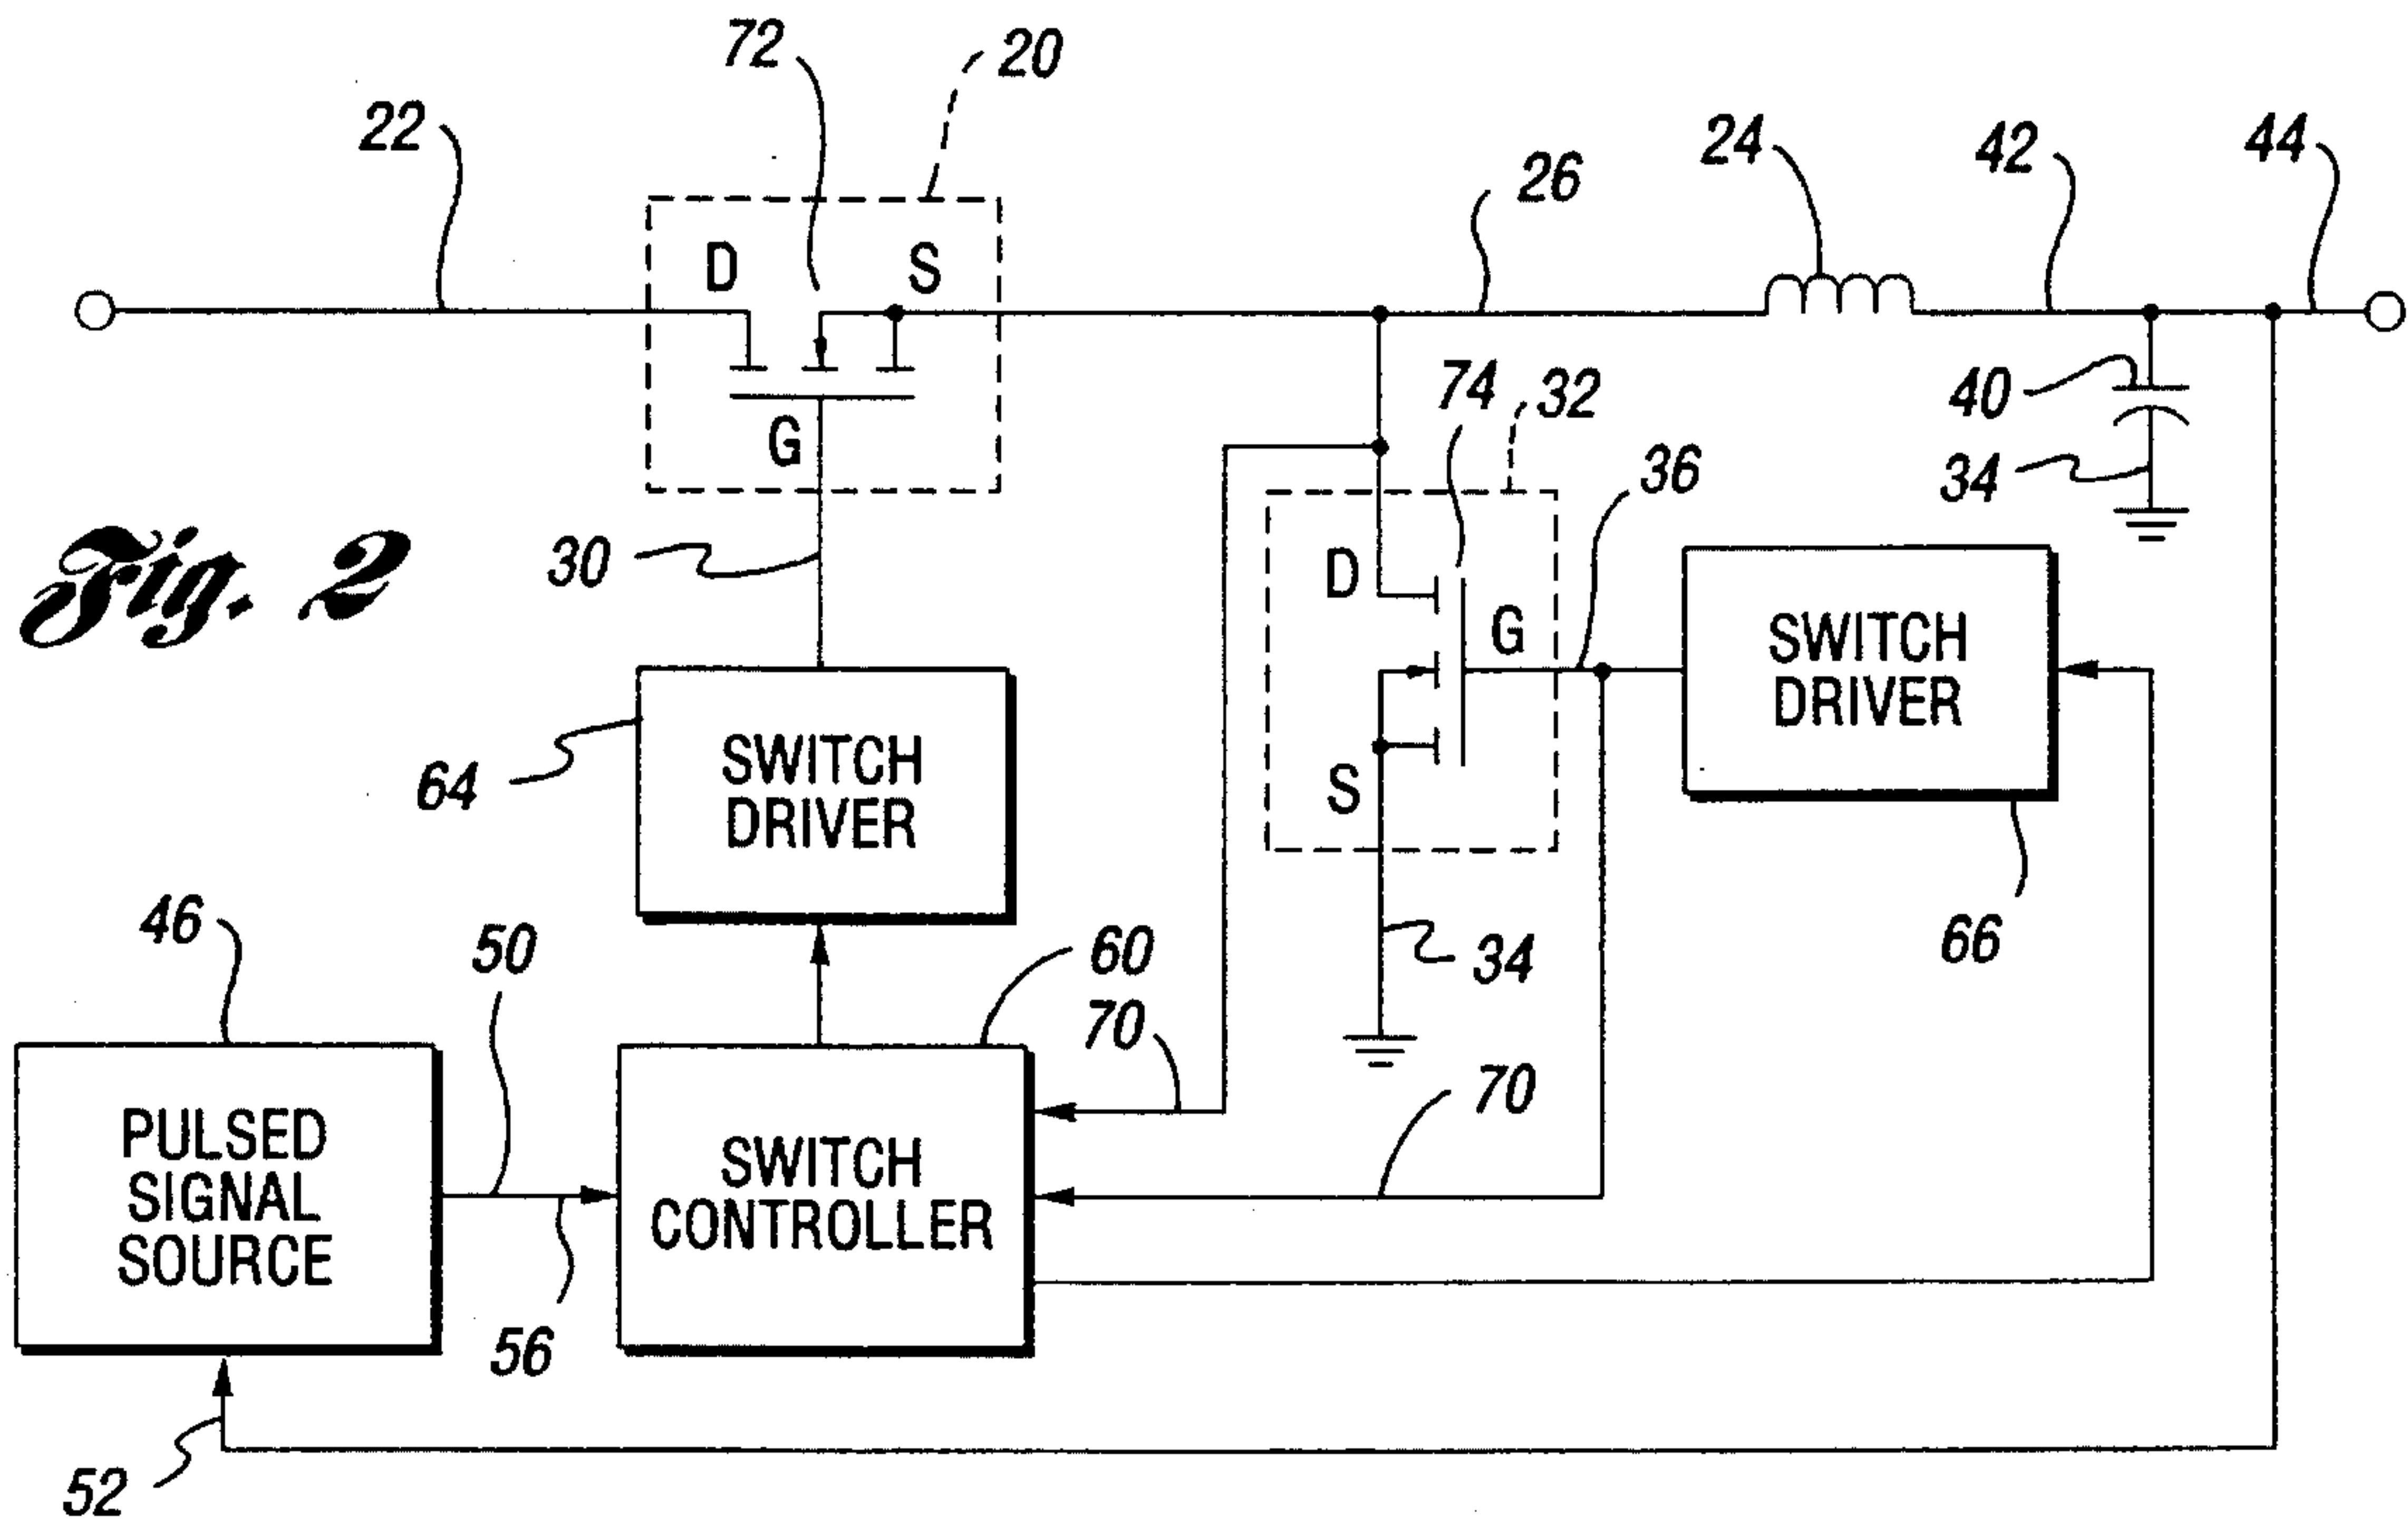 72
20
22
24
42
44
26
D
S
74
32
40
G
36
34
Fig. 2
30
D
G
SWITCH
DRIVER
SWITCH
DRIVER
64
S
46
50
60
34
66
70
70
PULSED
SIGNAL
SOURCE
SWITCH
CONTROLLER
56
52